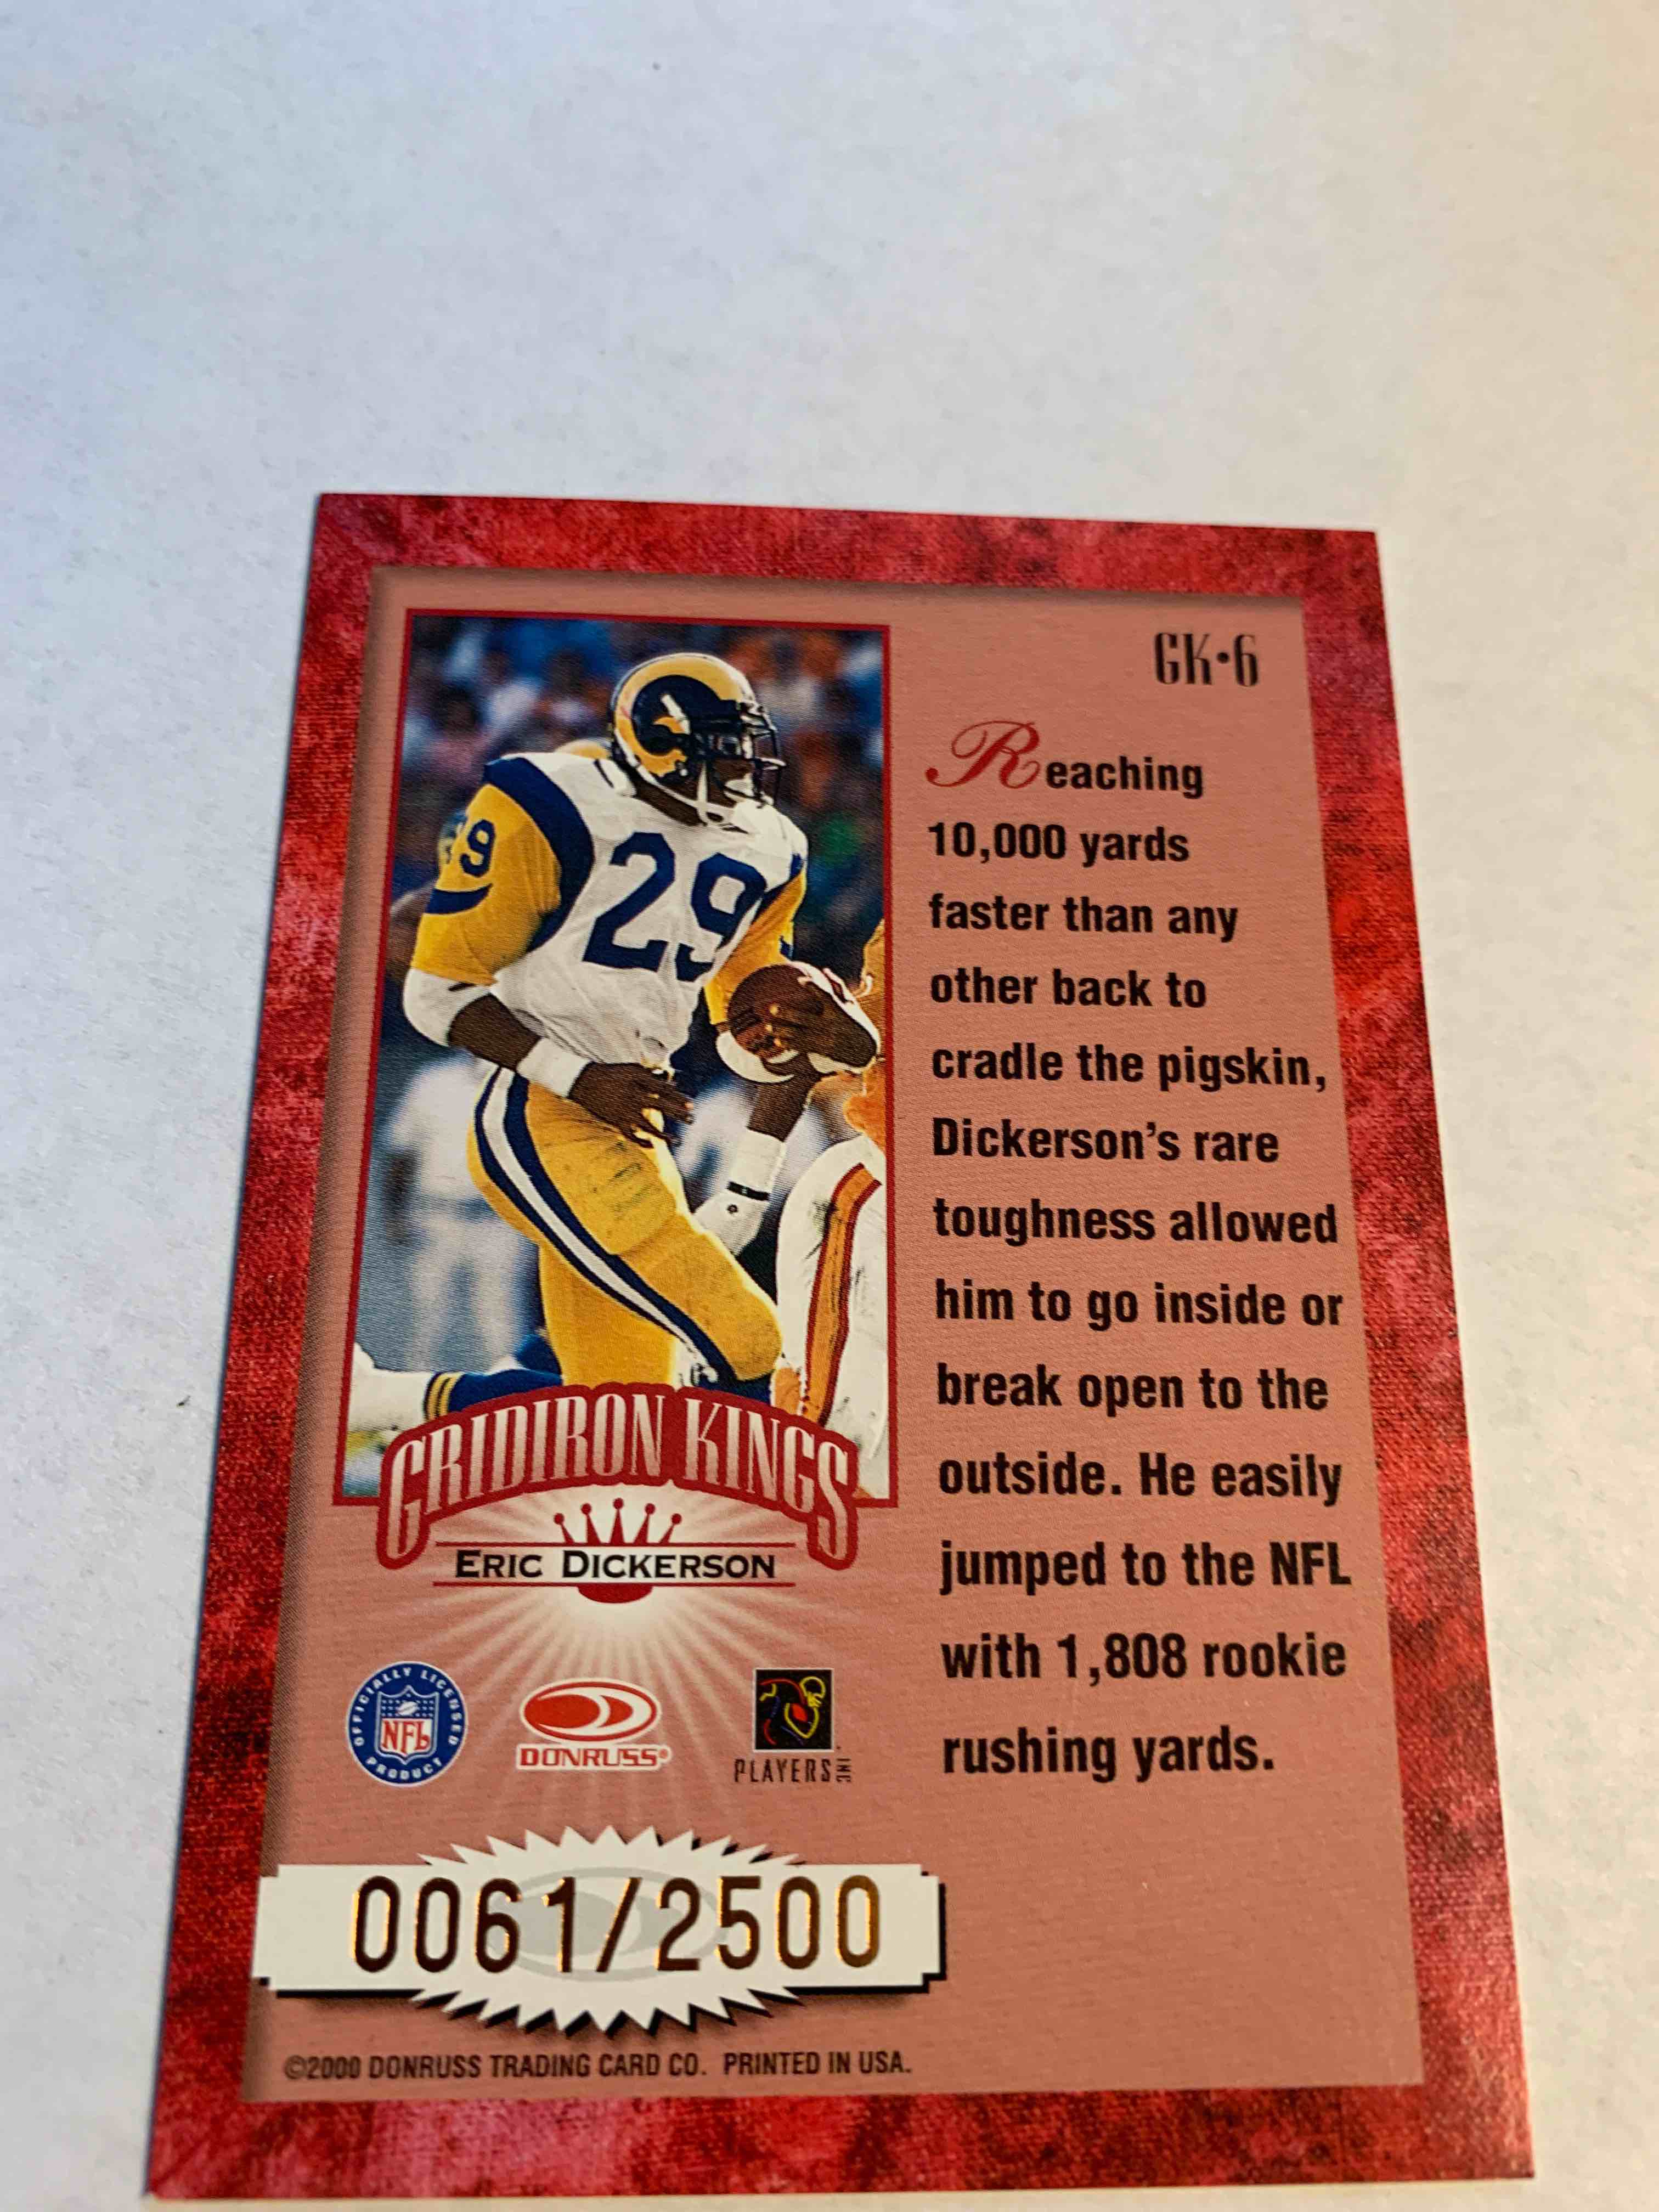 GK•6
Reaching
10,000 yards
faster than any
other back to
cradle the pigskin,
Dickerson's rare
toughness allowed
him to go inside or
break open to the
outside. He easily
jumped to the NFL
with 1,808 rookie
rushing yards.
29
29
GRIDIRON KINGS
ERIC DICKERSON
OFFICIALLY LICENSED
NFL
PRODUCT
DONRUSS®
PLAYERS INC
0061/2500
©2000 DONRUSS TRADING CARD CO. PRINTED IN USA.